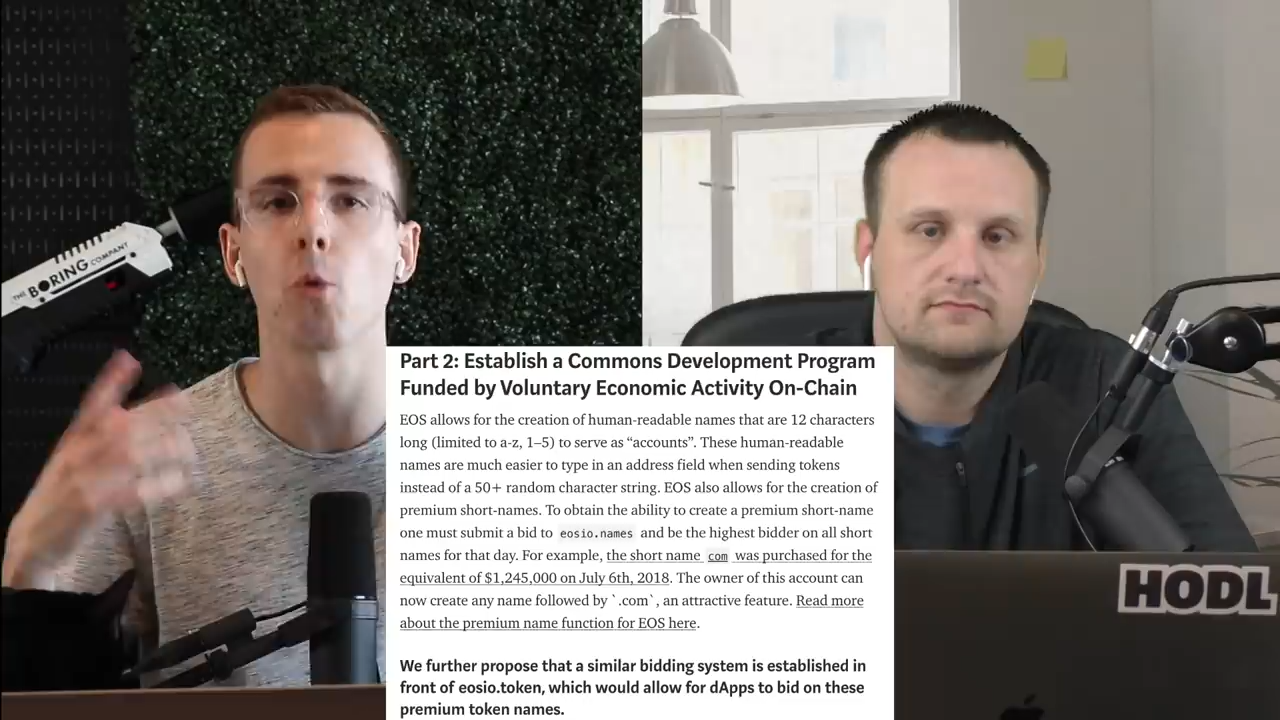 THE
BORING
COMPANY
Part 2: Establish a Commons Development Program
Funded by Voluntary Economic Activity On-Chain
EOS allows for the creation of human-readable names that are 12 characters
long (limited to a-z, 1–5) to serve as “accounts”. These human-readable
names are much easier to type in an address field when sending tokens
instead of a 50+ random character string. EOS also allows for the creation of
premium short-names. To obtain the ability to create a premium short-name
one must submit a bid to eosio.names and be the highest bidder on all short
names for that day. For example, the short name com was purchased for the
equivalent of $1,245,000 on July 6th, 2018. The owner of this account can
now create any name followed by `.com`, an attractive feature. Read more
about the premium name function for EOS here.
We further propose that a similar bidding system is established in
front of eosio.token, which would allow for dApps to bid on these
premium token names.
HODL